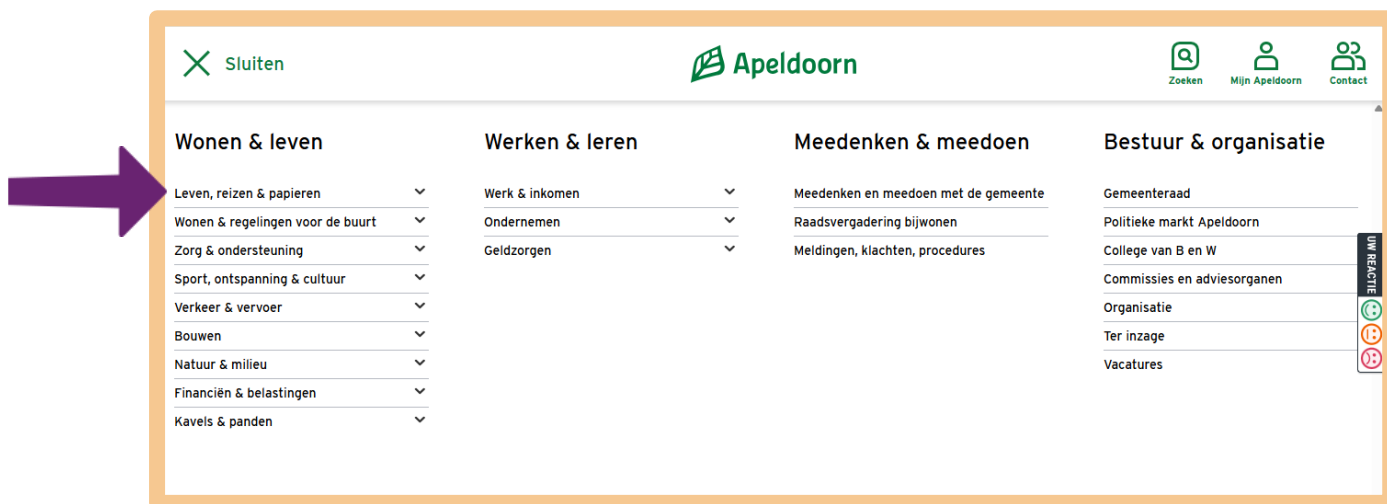 Sluiten
Apeldoorn
Zoeken
Mijn Apeldoorn
Contact
Wonen & leven
Leven, reizen & papieren
Wonen & regelingen voor de buurt
Zorg & ondersteuning
Sport, ontspanning & cultuur
Verkeer & vervoer
Bouwen
Natuur & milieu
Financiën & belastingen
Kavels & panden
Werken & leren
Werk & inkomen
Ondernemen
Geldzorgen
Meedenken & meedoen
Meedenken en meedoen met de gemeente
Raadsvergadering bijwonen
Meldingen, klachten, procedures
Bestuur & organisatie
Gemeenteraad
Politieke markt Apeldoorn
College van B en W
Commissies en adviesorganen
Organisatie
Ter inzage
Vacatures
UW REACTIE